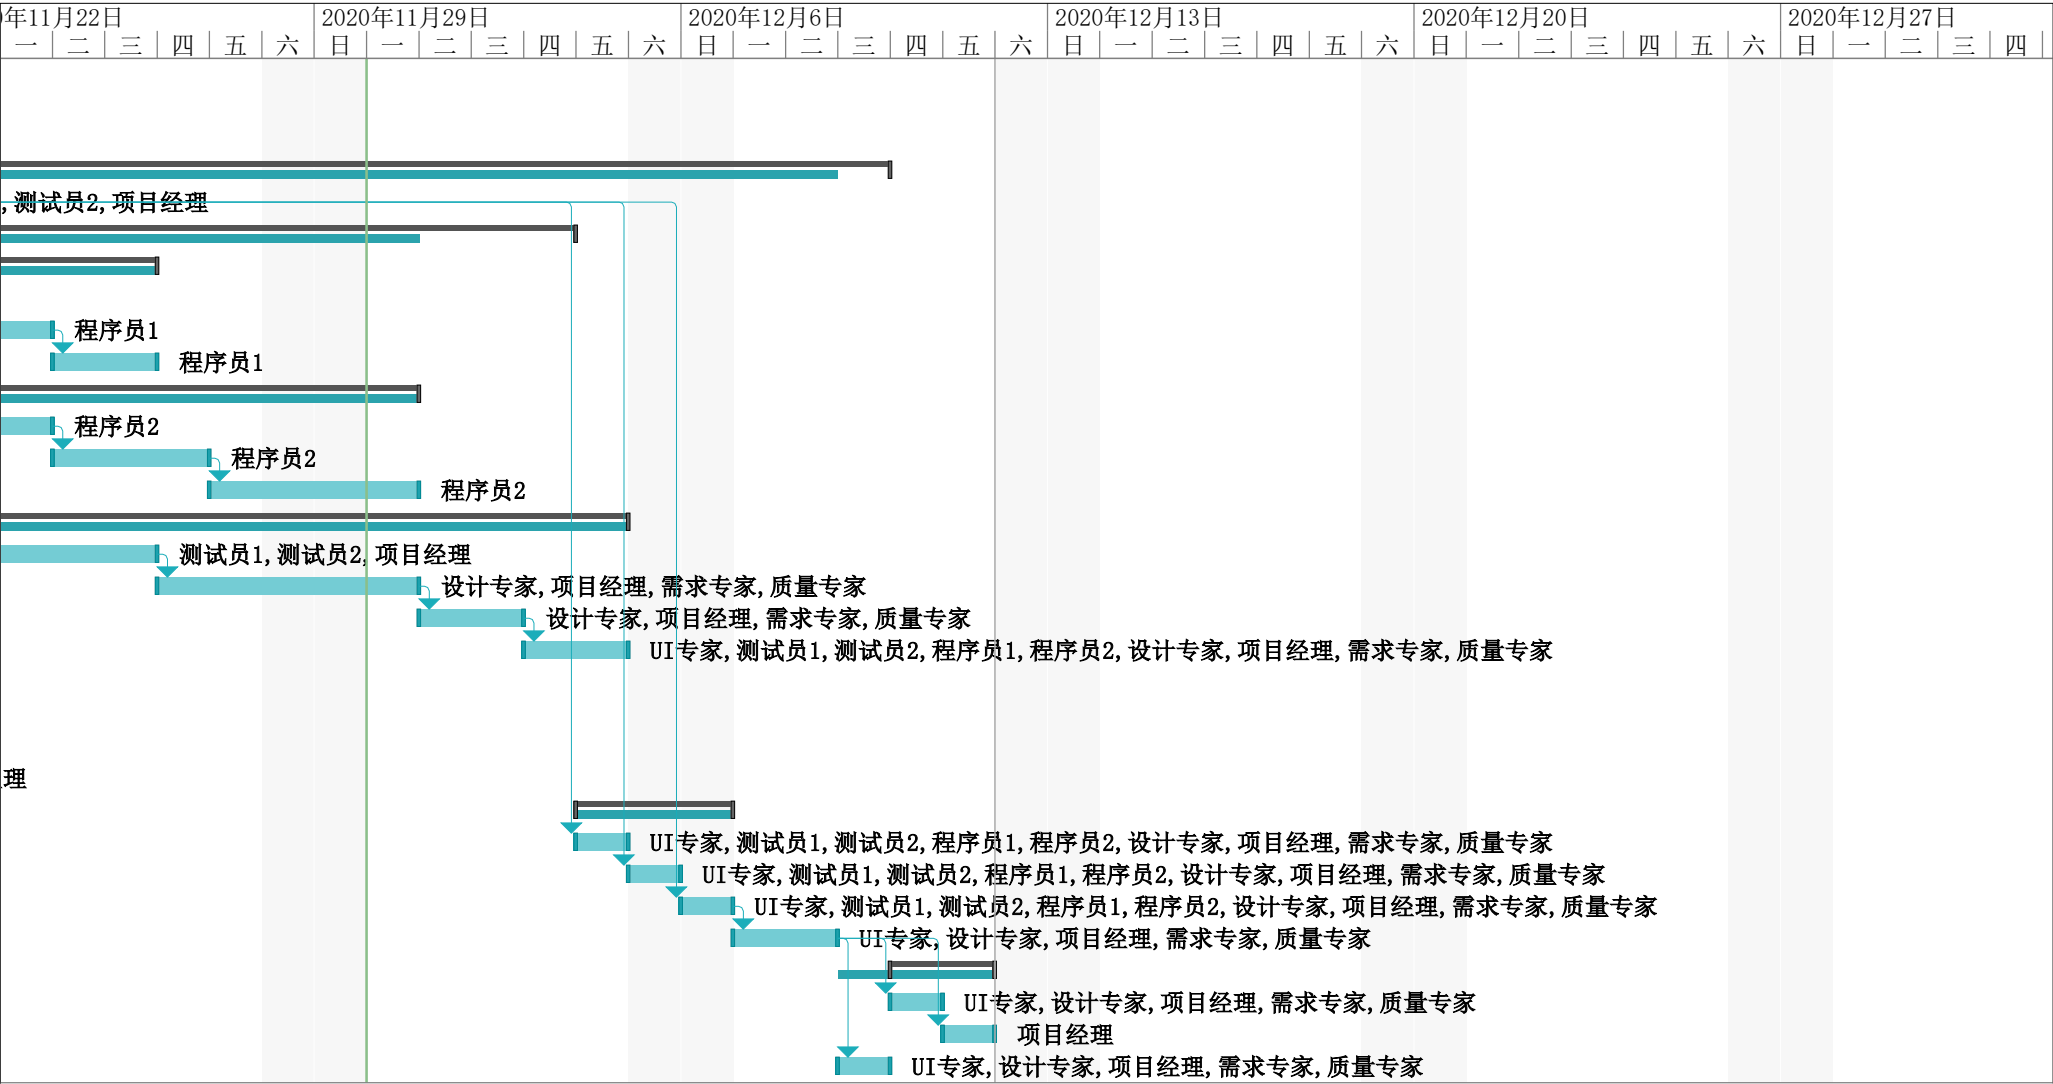 年11月22日 2020年11月29日 2020年12月6日 2020年12月13日 2020年12月20日 2020年12月27日
一 二 三 四 五 六 日 一 二 三 四 五 六 日 一 二 三 四 五 六 日 一 二 三 四 五 六 日 一 二 三 四 五 六 日 一 二 三 四
,测试员2,项目经理
程序员1
程序员1
程序员2
程序员2
程序员2
测试员1,测试员2,项目经理
设计专家,项目经理,需求专家,质量专家
设计专家,项目经理,需求专家,质量专家
UI专家,测试员1,测试员2,程序员1,程序员2,设计专家,项目经理,需求专家,质量专家
理
UI专家,测试员1,测试员2,程序员1,程序员2,设计专家,项目经理,需求专家,质量专家
UI专家,测试员1,测试员2,程序员1,程序员2,设计专家,项目经理,需求专家,质量专家
UI专家,测试员1,测试员2,程序员1,程序员2,设计专家,项目经理,需求专家,质量专家
UI专家,设计专家,项目经理,需求专家,质量专家
UI专家,设计专家,项目经理,需求专家,质量专家
项目经理
UI专家,设计专家,项目经理,需求专家,质量专家